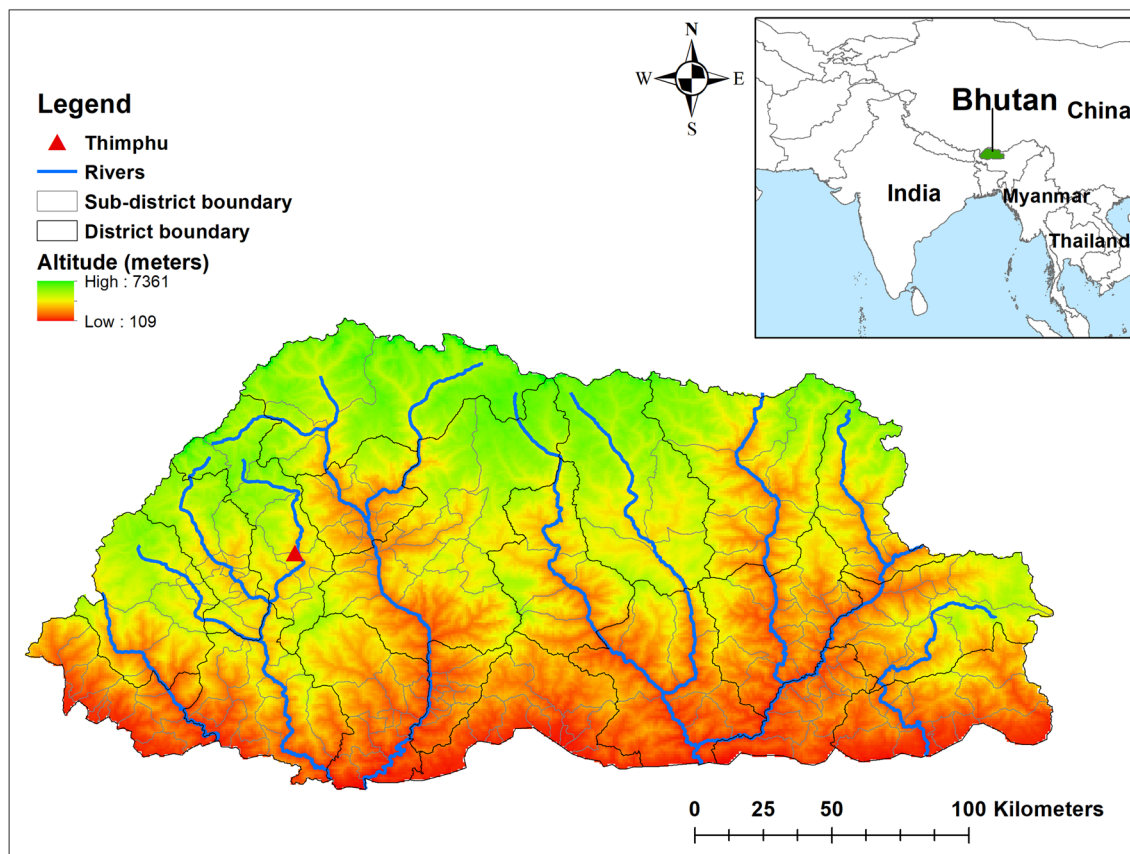 Legend
Thimphu
Rivers
Sub-district boundary
District boundary
Altitude (meters)
High : 7361
Low : 109
N
W E
S
Bhutan
China
India
Myanmar
Thailand
0 25 50 100 Kilometers